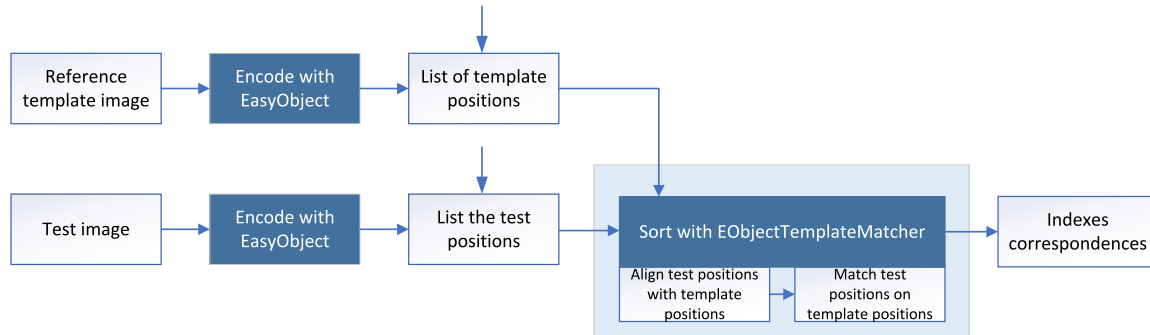 Reference
template image
Encode with
EasyObject
List of template
positions
Test image
Encode with
EasyObject
List the test
positions
Sort with EObjectTemplateMatcher
Align test positions
with template
positions
Match test
positions on
template positions
Indexes
correspondences